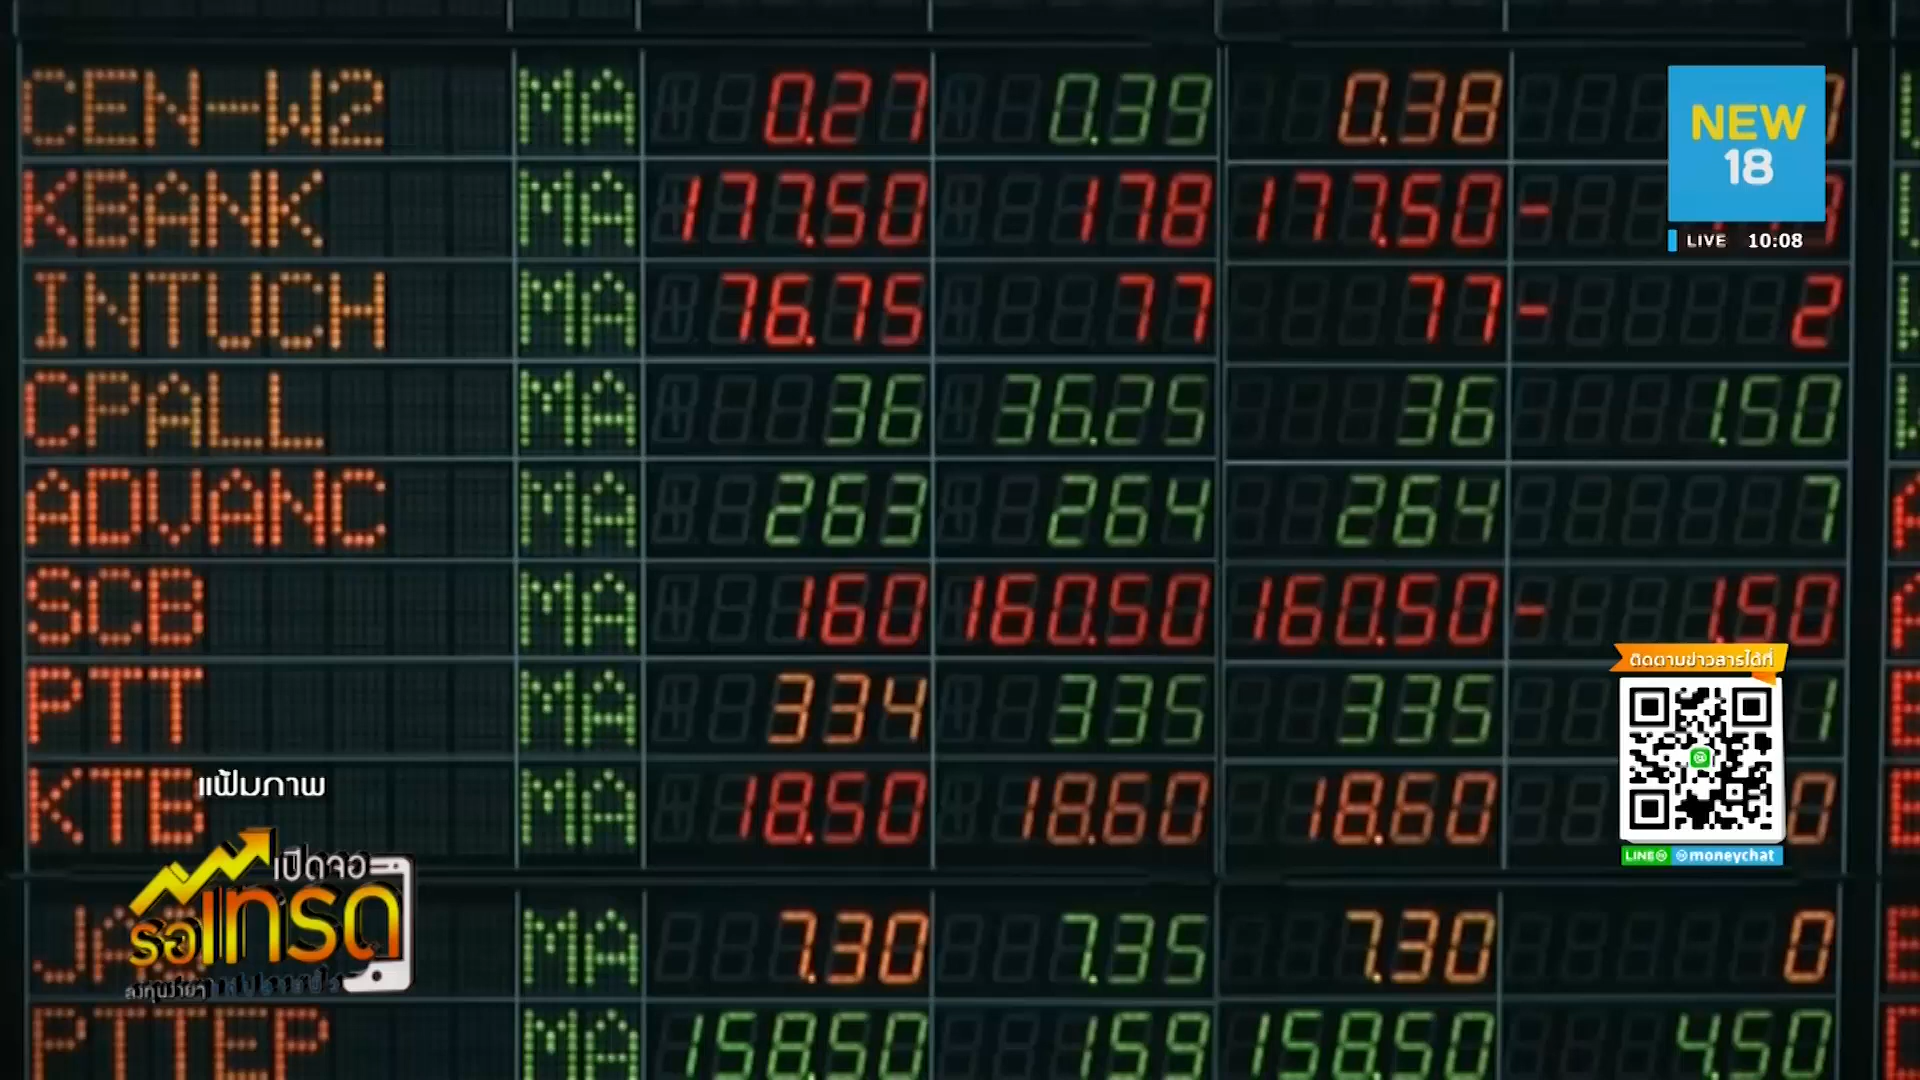 CEN-W2 MA 0.27 0.39 0.38
KBANK MA 177.50 178 177.50 -
INTUCH MA 76.75 77 77 - 2
CPALL MA 36 36.25 36 1.50
ADVANC MA 263 264 264 7
SCB MA 160 160.50 160.50 - 1.50
PTT MA 334 335 335 1
KTB MA 18.50 18.60 18.60 0
MA 7.30 7.35 7.30 0
PTTEP MA 158.50 159 158.50 4.50
NEW
18
LIVE 10:08
ติดตามข่าวสารได้ที่
LINE@ @moneychat
แฟ้มภาพ
เปิดจอ
รอเทรด